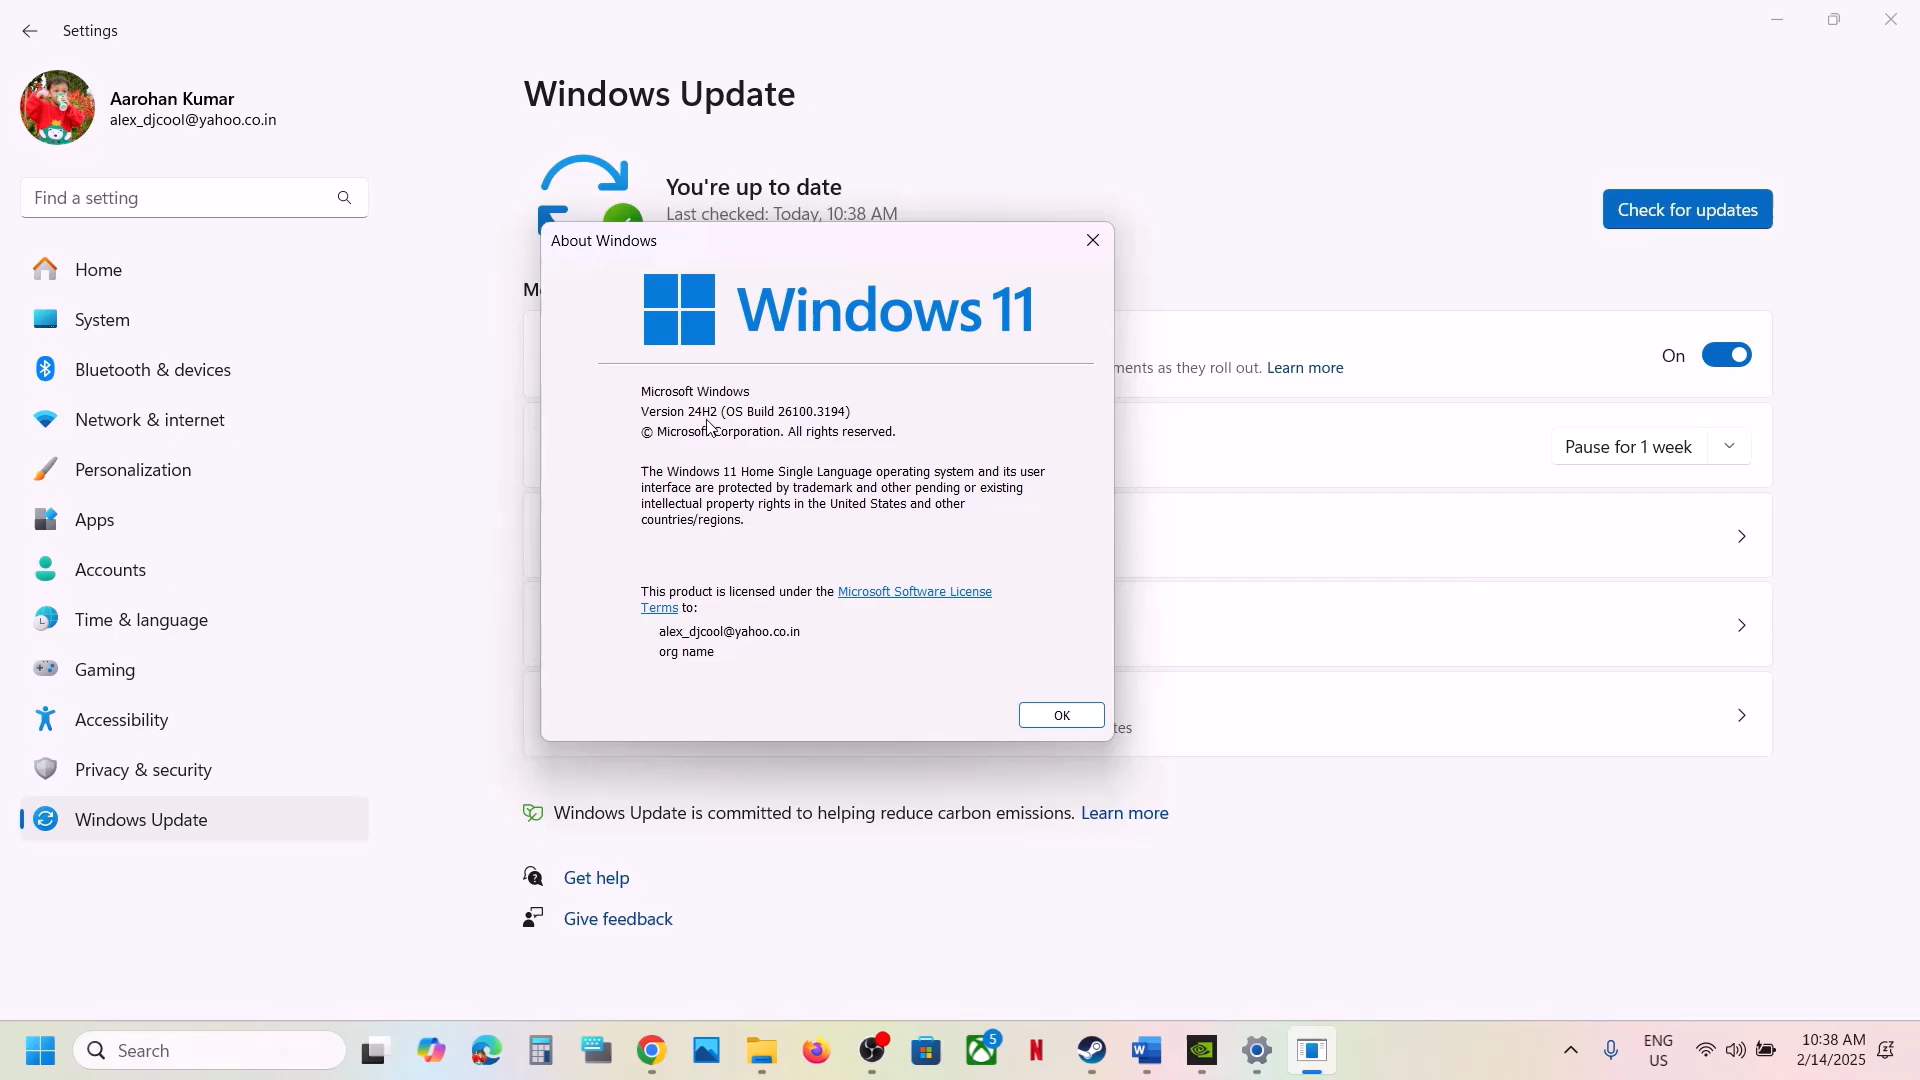 Settings
Aarohan Kumar
alex_djcool@yahoo.co.in
Find a setting
Home
System
Bluetooth & devices
Network & internet
Personalization
Apps
Accounts
Time & language
Gaming
Accessibility
Privacy & security
Windows Update
Windows Update
You're up to date
Last checked: Today, 10:38 AM
Check for updates
About Windows
Windows 11
Microsoft Windows
Version 24H2 (OS Build 26100.3194)
© Microsoft Corporation. All rights reserved.
The Windows 11 Home Single Language operating system and its user
interface are protected by trademark and other pending or existing
intellectual property rights in the United States and other
countries/regions.
This product is licensed under the Microsoft Software License
Terms to:
alex_djcool@yahoo.co.in
org name
OK
as they roll out. Learn more
On
Pause for 1 week
Windows Update is committed to helping reduce carbon emissions. Learn more
Get help
Give feedback
Search
5
ENG
US
10:38 AM
2/14/2025